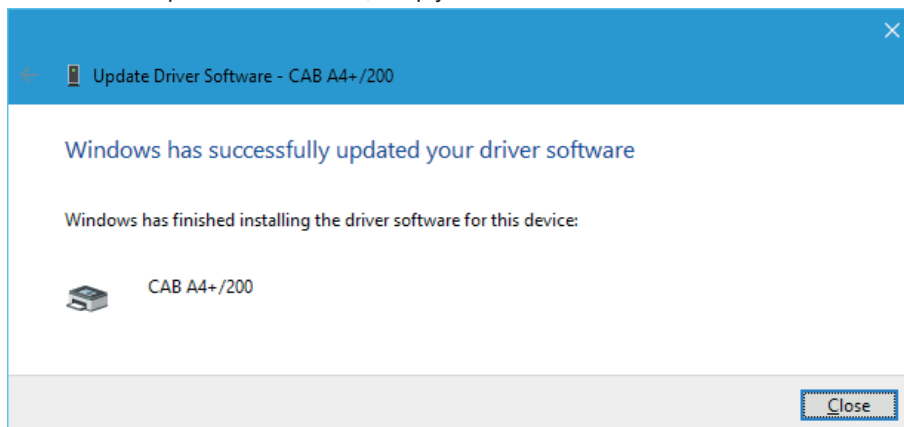 Update Driver Software - CAB A4+/200
Windows has successfully updated your driver software
Windows has finished installing the driver software for this device:
CAB A4+/200
Close